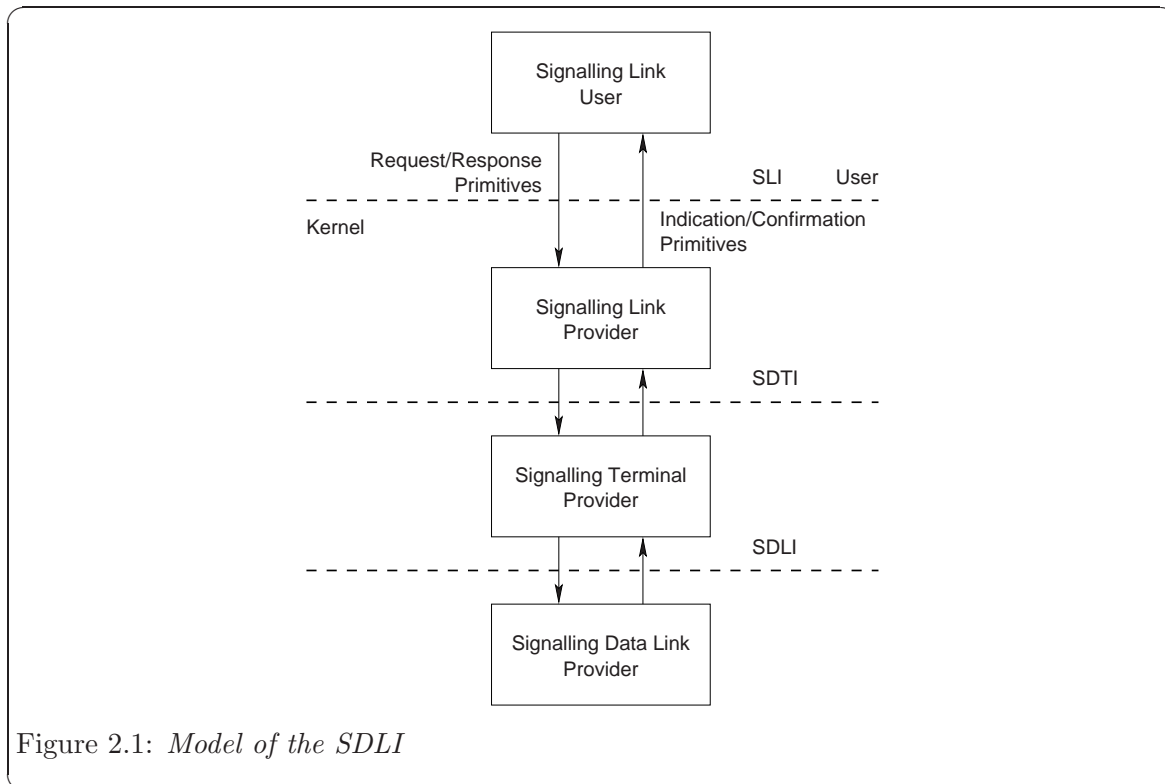 Signalling Link
User
Request/Response
Primitives
SLI User
Kernel
Indication/Confirmation
Primitives
Signalling Link
Provider
SDTI
Signalling Terminal
Provider
SDLI
Signalling Data Link
Provider
Figure 2.1: Model of the SDLI